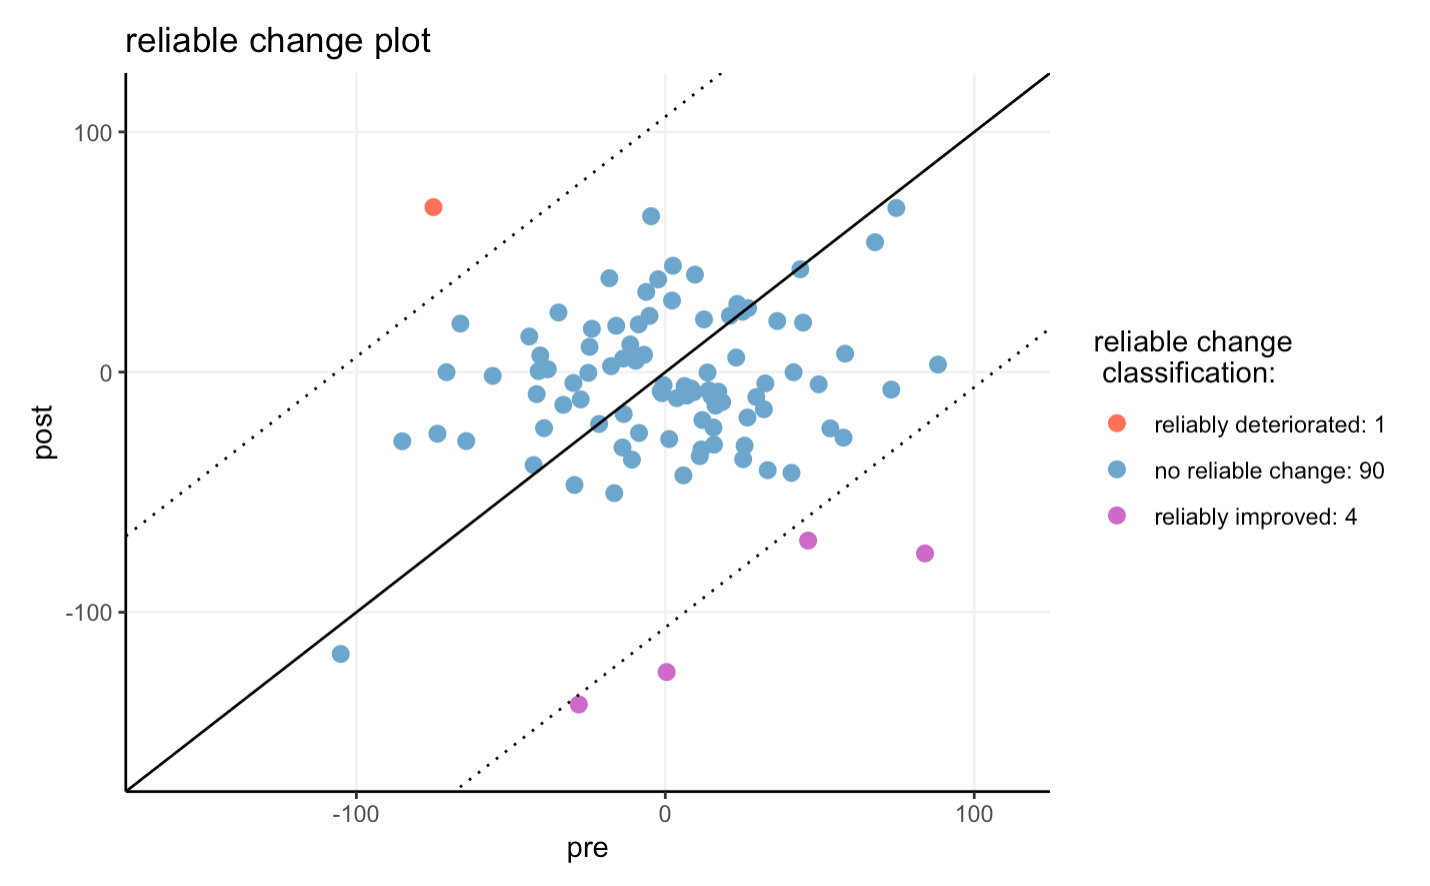 reliable change plot
100
0
-100
post
-100
0
100
pre
reliable change
classification:
reliably deteriorated: 1
no reliable change: 90
reliably improved: 4